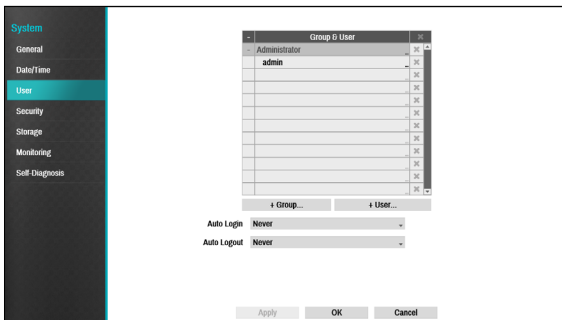 System
General
Date/Time
User
Security
Storage
Monitoring
Self-Diagnosis
- Group & User
- Administrator
admin
+ Group... + User...
Auto Login Never
Auto Logout Never
Apply OK Cancel